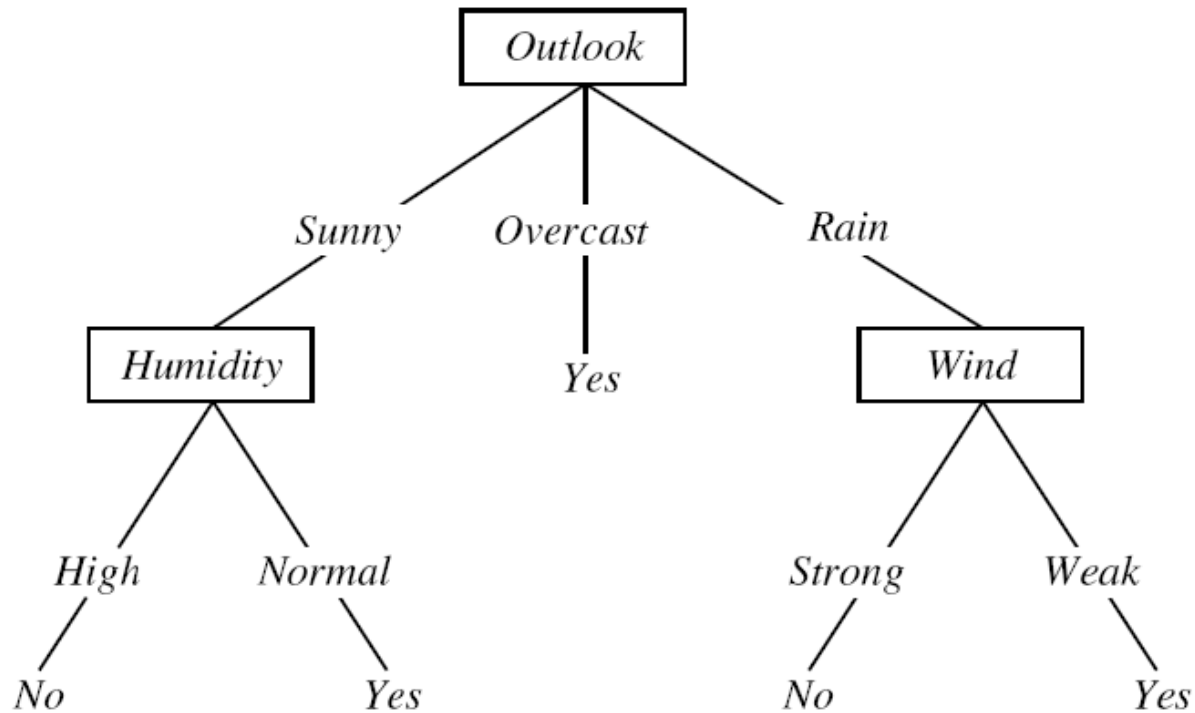 Outlook
Sunny Overcast Rain
Humidity Yes Wind
High Normal Strong Weak
No Yes No Yes